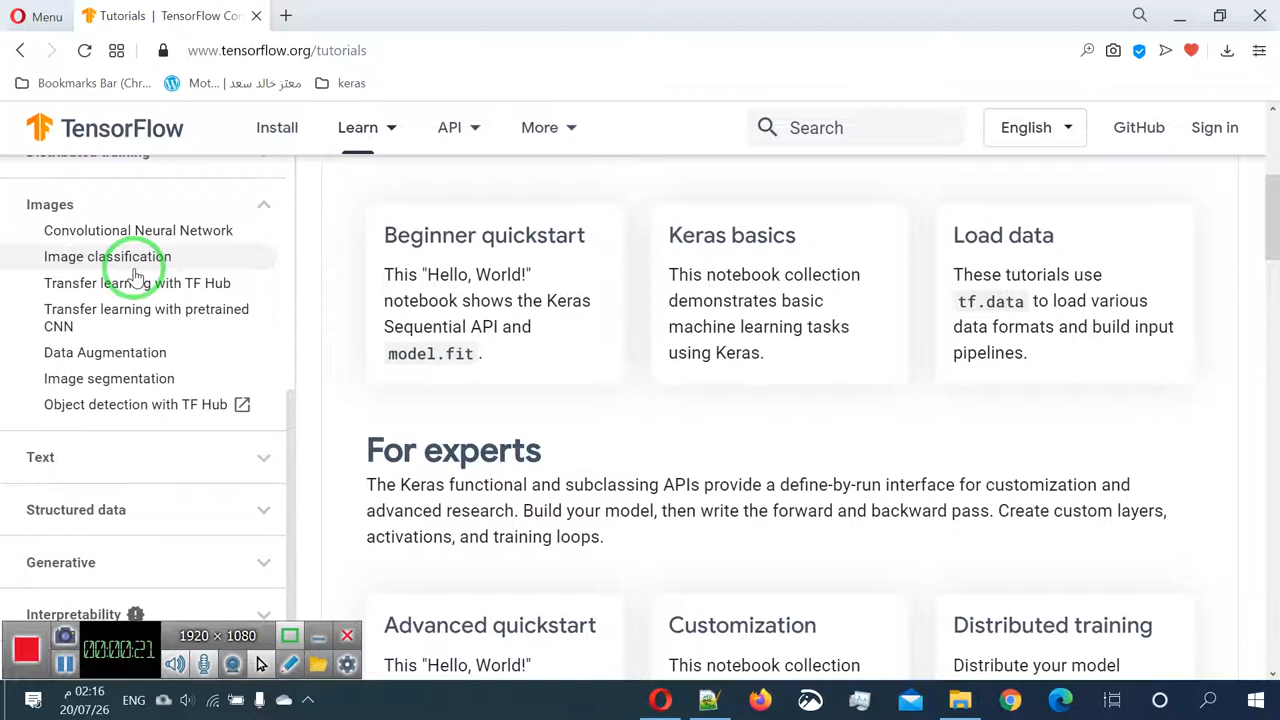 Menu
Tutorials | TensorFlow Cor
www.tensorflow.org/tutorials
Bookmarks Bar (Chr...
Mot... | معتز خالد سعد
keras
TensorFlow
Install
Learn
API
More
Search
English
GitHub
Sign in
Distributed training
Images
Convolutional Neural Network
Image classification
Transfer learning with TF Hub
Transfer learning with pretrained
CNN
Data Augmentation
Image segmentation
Object detection with TF Hub
Text
Structured data
Generative
Interpretability
Beginner quickstart
This "Hello, World!"
notebook shows the Keras
Sequential API and
model.fit.
Keras basics
This notebook collection
demonstrates basic
machine learning tasks
using Keras.
Load data
These tutorials use
tf.data to load various
data formats and build input
pipelines.
For experts
The Keras functional and subclassing APIs provide a define-by-run interface for customization and
advanced research. Build your model, then write the forward and backward pass. Create custom layers,
activations, and training loops.
Advanced quickstart
This "Hello, World!"
Customization
This notebook collection
Distributed training
Distribute your model
00:00:21
1920 × 1080
02:16 م
20/07/26
ENG